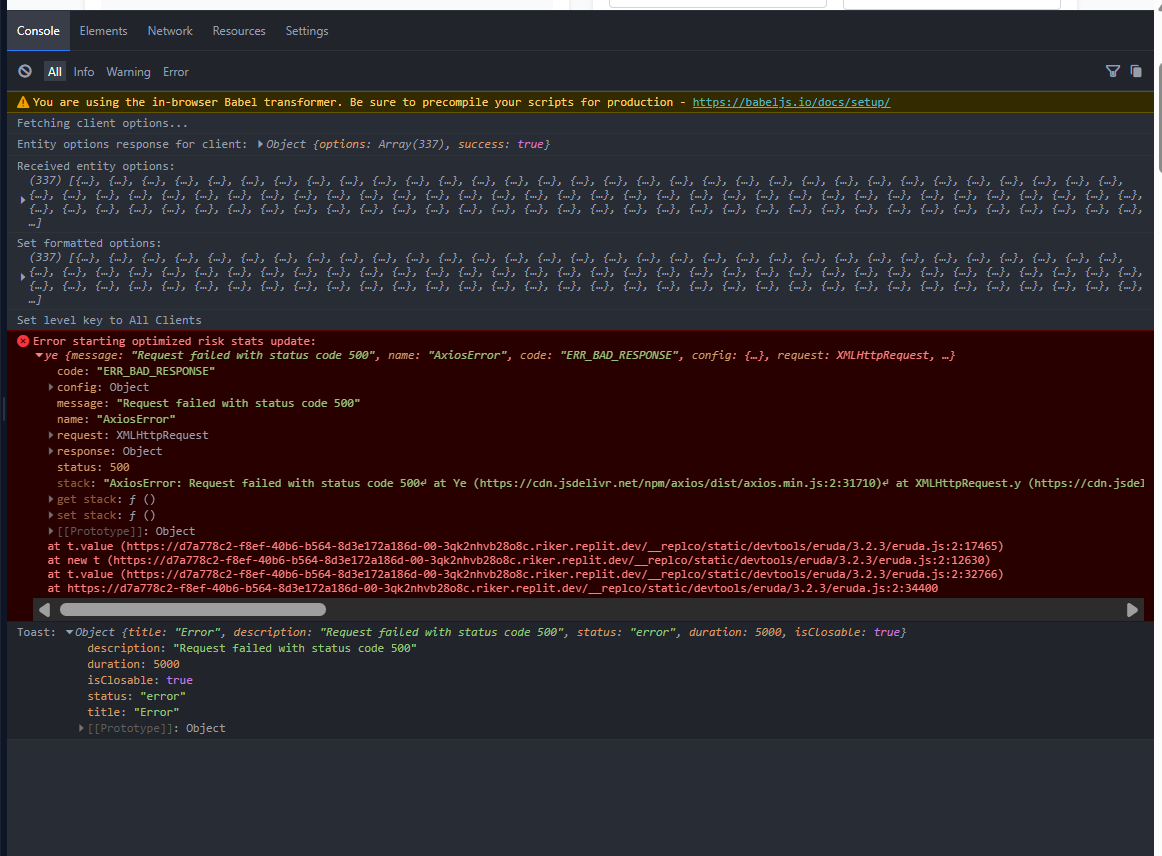 Console Elements Network Resources Settings
All Info Warning Error
You are using the in-browser Babel transformer. Be sure to precompile your scripts for production - https://babeljs.io/docs/setup/
Fetching client options...
Entity options response for client: Object {options: Array(337), success: true}
Received entity options:
(337) [{…}, {…}, {…}, {…}, {…}, {…}, {…}, {…}, {…}, {…}, {…}, {…}, {…}, {…}, {…}, {…}, {…}, {…}, {…}, {…}, {…}, {…}, {…}, {…}, {…}, {…}, {…}, {…}, {…}, {…}, {…}, {…},
{…}, {…}, {…}, {…}, {…}, {…}, {…}, {…}, {…}, {…}, {…}, {…}, {…}, {…}, {…}, {…}, {…}, {…}, {…}, {…}, {…}, {…}, {…}, {…}, {…}, {…}, {…}, {…}, {…}, {…}, {…}, {…}, {…}, {…},
{…}, {…}, {…}, {…}, {…}, {…}, {…}, {…}, {…}, {…}, {…}, {…}, {…}, {…}, {…}, {…}, {…}, {…}, {…}, {…}, {…}, {…}, {…}, {…}, {…}, {…}, {…}, {…}, {…}, {…}, {…}, {…}, {…}, {…},
…]
Set formatted options:
(337) [{…}, {…}, {…}, {…}, {…}, {…}, {…}, {…}, {…}, {…}, {…}, {…}, {…}, {…}, {…}, {…}, {…}, {…}, {…}, {…}, {…}, {…}, {…}, {…}, {…}, {…}, {…}, {…}, {…}, {…}, {…}, {…},
{…}, {…}, {…}, {…}, {…}, {…}, {…}, {…}, {…}, {…}, {…}, {…}, {…}, {…}, {…}, {…}, {…}, {…}, {…}, {…}, {…}, {…}, {…}, {…}, {…}, {…}, {…}, {…}, {…}, {…}, {…}, {…}, {…}, {…},
{…}, {…}, {…}, {…}, {…}, {…}, {…}, {…}, {…}, {…}, {…}, {…}, {…}, {…}, {…}, {…}, {…}, {…}, {…}, {…}, {…}, {…}, {…}, {…}, {…}, {…}, {…}, {…}, {…}, {…}, {…}, {…}, {…}, {…},
…]
Set level key to All Clients
Error starting optimized risk stats update:
ye {message: "Request failed with status code 500", name: "AxiosError", code: "ERR_BAD_RESPONSE", config: {…}, request: XMLHttpRequest, …}
code: "ERR_BAD_RESPONSE"
config: Object
message: "Request failed with status code 500"
name: "AxiosError"
request: XMLHttpRequest
response: Object
status: 500
stack: "AxiosError: Request failed with status code 500↵ at Ye (https://cdn.jsdelivr.net/npm/axios/dist/axios.min.js:2:31710)↵ at XMLHttpRequest.y (https://cdn.jsdel
get stack: ƒ ()
set stack: ƒ ()
[[Prototype]]: Object
at t.value (https://d7a778c2-f8ef-40b6-b564-8d3e172a186d-00-3qk2nhvb28o8c.riker.replit.dev/__replco/static/devtools/eruda/3.2.3/eruda.js:2:17465)
at new t (https://d7a778c2-f8ef-40b6-b564-8d3e172a186d-00-3qk2nhvb28o8c.riker.replit.dev/__replco/static/devtools/eruda/3.2.3/eruda.js:2:12630)
at t.value (https://d7a778c2-f8ef-40b6-b564-8d3e172a186d-00-3qk2nhvb28o8c.riker.replit.dev/__replco/static/devtools/eruda/3.2.3/eruda.js:2:32766)
at https://d7a778c2-f8ef-40b6-b564-8d3e172a186d-00-3qk2nhvb28o8c.riker.replit.dev/__replco/static/devtools/eruda/3.2.3/eruda.js:2:34400
Toast: Object {title: "Error", description: "Request failed with status code 500", status: "error", duration: 5000, isClosable: true}
description: "Request failed with status code 500"
duration: 5000
isClosable: true
status: "error"
title: "Error"
[[Prototype]]: Object